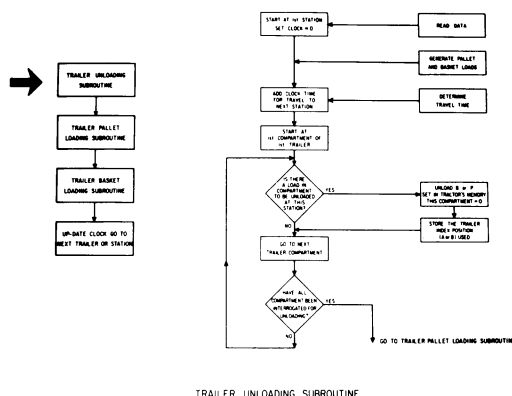 TRAILER UNLOADING
SUBROUTINE
TRAILER PALLET
LOADING SUBROUTINE
TRAILER BASKET
LOADING SUBROUTINE
UP-DATE CLOCK GO TO
NEXT TRAILER OR STATION
START AT 1st STATION
SET CLOCK = 0
READ DATA
GENERATE PALLET
AND BASKET LOADS
ADD CLOCK TIME
FOR TRAVEL TO
NEXT STATION
DETERMINE
TRAVEL TIME
START AT
1st COMPARTMENT OF
1st TRAILER
IS THERE
A LOAD IN
COMPARTMENT
TO BE UNLOADED
AT THIS
STATION?
YES
UNLOAD B or P
SET IN TRACTOR'S MEMORY
THIS COMPARTMENT = 0
STORE THE TRAILER
INDEX POSITION
(A or B) USED
NO
GO TO NEXT
TRAILER COMPARTMENT
HAVE ALL
COMPARTMENT BEEN
INTERROGATED FOR
UNLOADING?
YES
NO
GO TO TRAILER PALLET LOADING SUBROUTINE
TRAILER UNLOADING SUBROUTINE